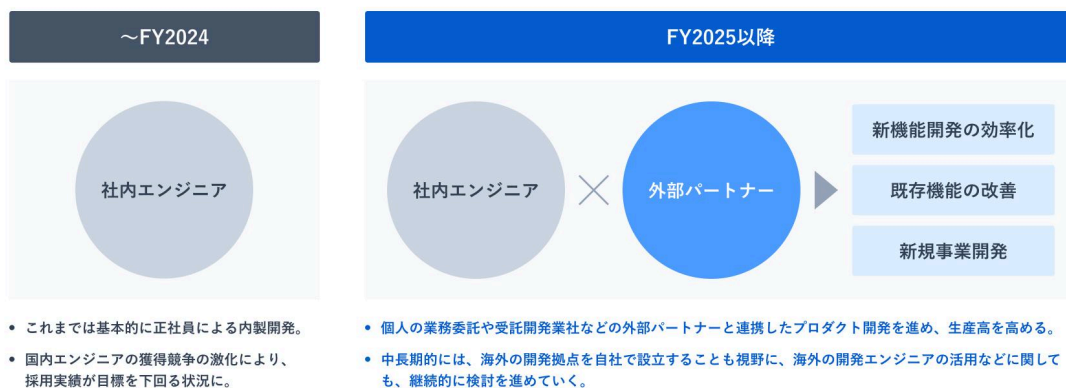 ～FY2024
社内エンジニア
• これまでは基本的に正社員による内製開発。
• 国内エンジニアの獲得競争の激化により、
採用実績が目標を下回る状況に。
FY2025以降
社内エンジニア
外部パートナー
新機能開発の効率化
既存機能の改善
新規事業開発
• 個人の業務委託や受託開発業社などの外部パートナーと連携したプロダクト開発を進め、生産高を高める。
• 中長期的には、海外の開発拠点を自社で設立することも視野に、海外の開発エンジニアの活用などに関して
も、継続的に検討を進めていく。